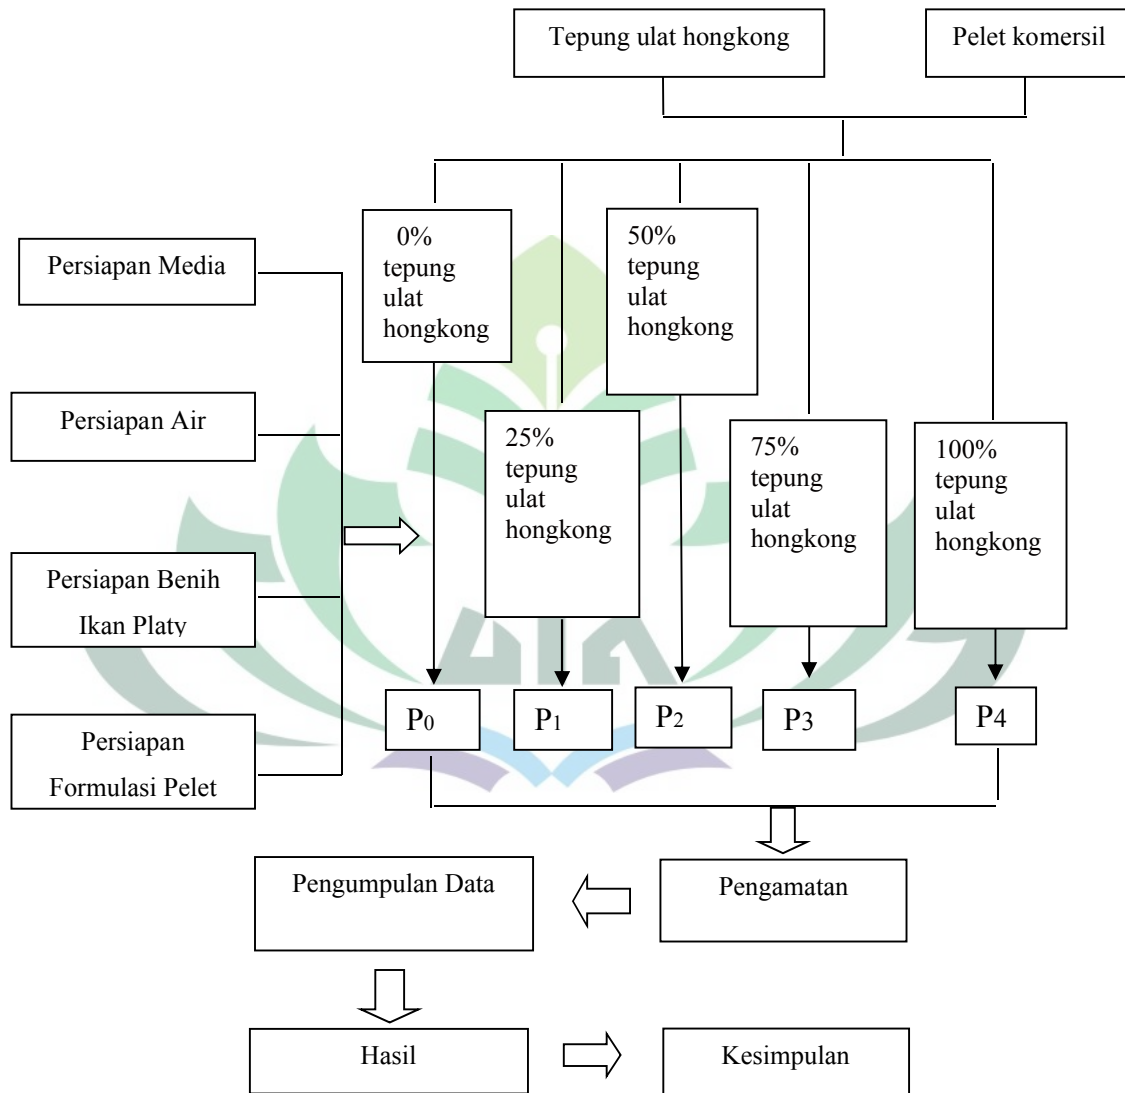 Tepung ulat hongkong
Pelet komersil
0%
tepung
ulat
hongkong
50%
tepung
ulat
hongkong
Persiapan Media
Persiapan Air
25%
tepung
ulat
hongkong
75%
tepung
ulat
hongkong
100%
tepung
ulat
hongkong
Persiapan Benih
Ikan Platy
Persiapan
Formulasi Pelet
P0
P1
P2
P3
P4
Pengumpulan Data
Pengamatan
Hasil
Kesimpulan